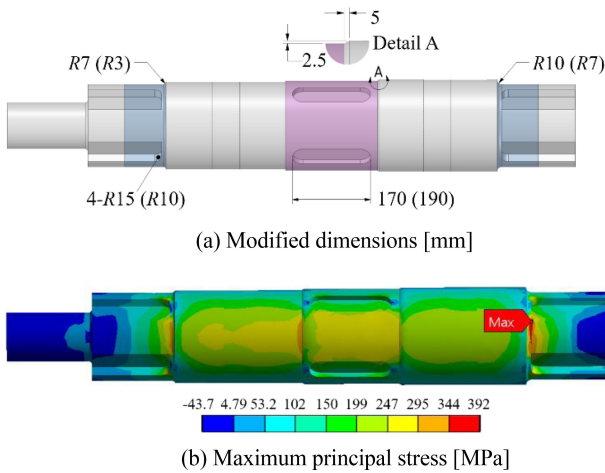 5
Detail A
2.5
R7 (R3)
A
R10 (R7)
4-R15 (R10)
170 (190)
(a) Modified dimensions [mm]
Max
-43.7 4.79 53.2 102 150 199 247 295 344 392
(b) Maximum principal stress [MPa]